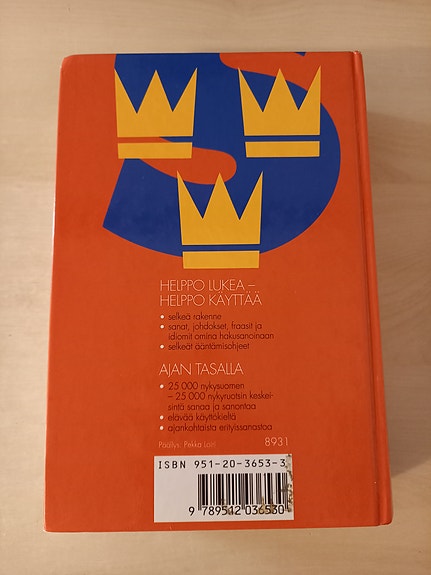 HELPPO LUKEA –
HELPPO KÄYTTÄÄ
• selkeä rakenne
• sanat, johdokset, fraasit ja
idiomit omina hakusanoinaan
• selkeät ääntämisohjeet
AJAN TASALLA
• 25 000 nykysuomen
– 25 000 nykyruotsin keskei-
sintä sanaa ja sanontaa
• elävää käyttökieltä
• ajankohtaista erityissanastoa
Päällys: Pekka Loiri
8931
ISBN 951-20-3653-3
9 789512 036530